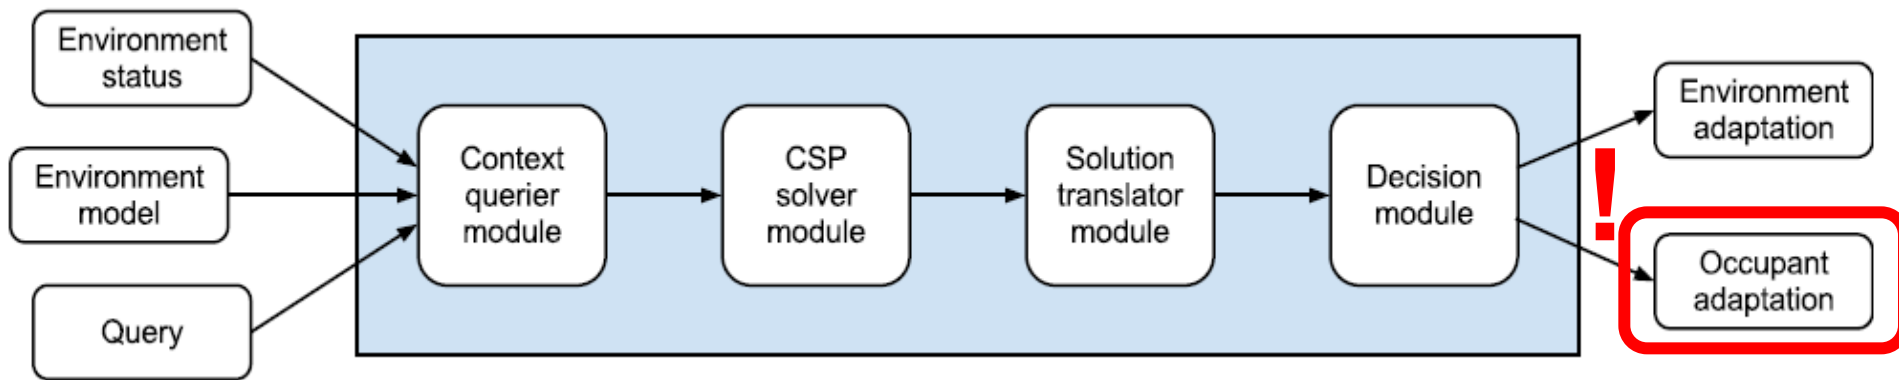 Environment
status
Environment
model
Query
Context
querier
module
CSP
solver
module
Solution
translator
module
Decision
module
!
Environment
adaptation
Occupant
adaptation